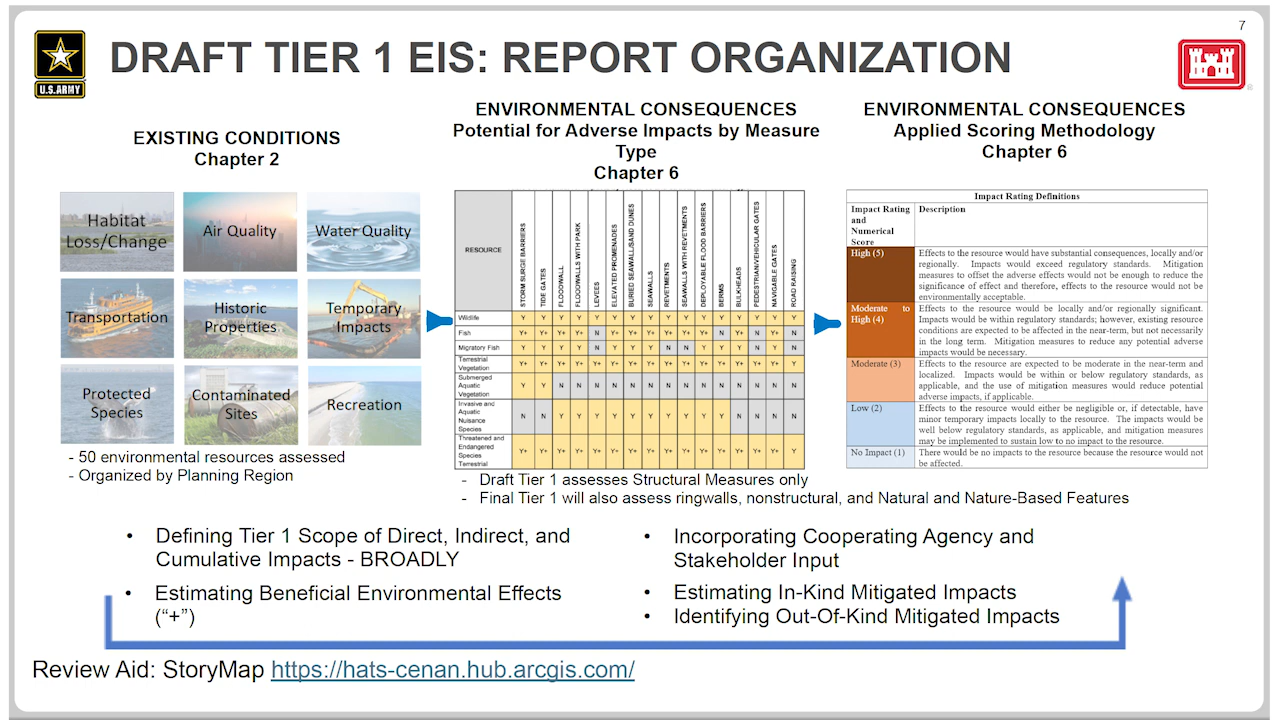 7
U.S.ARMY
DRAFT TIER 1 EIS: REPORT ORGANIZATION
EXISTING CONDITIONS
Chapter 2
Habitat
Loss/Change
Air Quality
Water Quality
Transportation
Historic
Properties
Temporary
Impacts
Protected
Species
Contaminated
Sites
Recreation
- 50 environmental resources assessed
- Organized by Planning Region
ENVIRONMENTAL CONSEQUENCES
Potential for Adverse Impacts by Measure
Type
Chapter 6
RESOURCE STORM SURGE BARRIERS TIDE GATES FLOODWALL FLOODWALLS WITH PARK LEVEES ELEVATED PROMENADES BURIED SEAWALL/SAND DUNES SEAWALLS REVETMENTS SEAWALLS WITH REVETMENTS DEPLOYABLE FLOOD BARRIERS BERMS BULKHEADS PEDESTRIAN/VEHICULAR GATES NAVIGABLE GATES ROAD RAISING
Wildlife Y Y Y Y Y Y Y Y Y Y Y Y Y Y Y Y
Fish Y+ Y+ Y+ Y+ N Y+ Y+ Y+ Y+ Y+ Y+ N Y+ N Y+ N
Migratory Fish Y Y Y Y N Y Y Y N N Y Y Y N Y N
Terrestrial
Vegetation Y+ Y+ Y+ Y+ Y+ Y+ Y+ Y+ Y+ Y+ Y+ Y+ Y+ Y+ Y+ Y
Submerged
Aquatic
Vegetation Y Y N N N N N N N N N N N N N N
Invasive and
Aquatic
Nuisance
Species N N Y Y Y Y Y Y Y Y Y Y N N N N
Threatened and
Endangered
Species
Terrestrial Y+ Y+ Y+ Y+ Y+ Y+ Y+ Y+ Y+ Y+ Y+ Y+ Y+ Y+ Y+ Y
- Draft Tier 1 assesses Structural Measures only
- Final Tier 1 will also assess ringwalls, nonstructural, and Natural and Nature-Based Features
ENVIRONMENTAL CONSEQUENCES
Applied Scoring Methodology
Chapter 6
Impact Rating Definitions
Impact Rating
and
Numerical
Score
Description
High (5)
Effects to the resource would have substantial consequences, locally and/or
regionally. Impacts would exceed regulatory standards. Mitigation
measures to offset the adverse effects would not be enough to reduce the
significance of effect and therefore, effects to the resource would not be
environmentally acceptable.
Moderate to
High (4)
Effects to the resource would be locally and/or regionally significant.
Impacts would be within regulatory standards; however, existing resource
conditions are expected to be affected in the near-term, but not necessarily
in the long term. Mitigation measures to reduce any potential adverse
impacts would be necessary.
Moderate (3)
Effects to the resource are expected to be moderate in the near-term and
localized. Impacts would be within or below regulatory standards, as
applicable, and the use of mitigation measures would reduce potential
adverse impacts, if applicable.
Low (2)
Effects to the resource would either be negligible or, if detectable, have
minor temporary impacts locally to the resource. The impacts would be
well below regulatory standards, as applicable, and mitigation measures
may be implemented to sustain low to no impact to the resource.
No Impact (1)
There would be no impacts to the resource because the resource would not
be affected.
• Defining Tier 1 Scope of Direct, Indirect, and
Cumulative Impacts - BROADLY
• Estimating Beneficial Environmental Effects
(“+”)
• Incorporating Cooperating Agency and
Stakeholder Input
• Estimating In-Kind Mitigated Impacts
• Identifying Out-Of-Kind Mitigated Impacts
Review Aid: StoryMap https://hats-cenan.hub.arcgis.com/